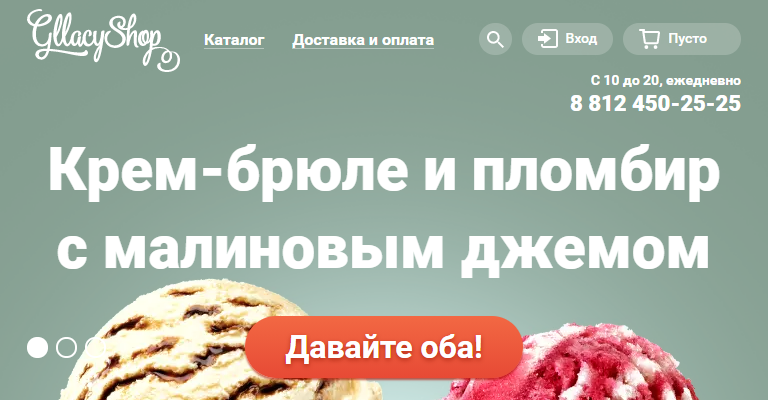 GllacyShop
Каталог
Доставка и оплата
Вход
Пусто
С 10 до 20, ежедневно
8 812 450-25-25
Крем-брюле и пломбир
с малиновым джемом
Давайте оба!